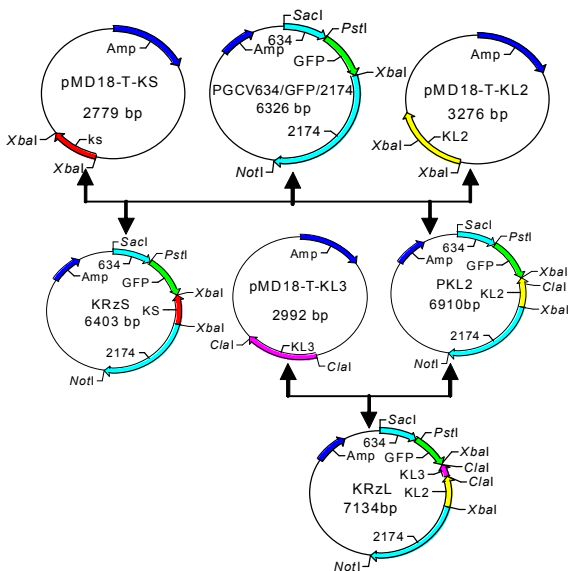 Amp
pMD18-T-KS
2779 bp
XbaI
ks
XbaI
SacI
634
PstI
Amp
GFP
XbaI
PGCV634/GFP/2174
6326 bp
2174
NotI
Amp
pMD18-T-KL2
3276 bp
KL2
XbaI
XbaI
SacI
634
PstI
Amp
GFP
XbaI
KRzS
KS
6403 bp
XbaI
2174
NotI
Amp
pMD18-T-KL3
2992 bp
ClaI
KL3
ClaI
SacI
634
PstI
Amp
GFP
XbaI
ClaI
PKL2
KL2
6910bp
XbaI
2174
NotI
SacI
634
PstI
Amp
GFP
XbaI
KL3
ClaI
ClaI
KRzL
KL2
7134bp
XbaI
2174
NotI